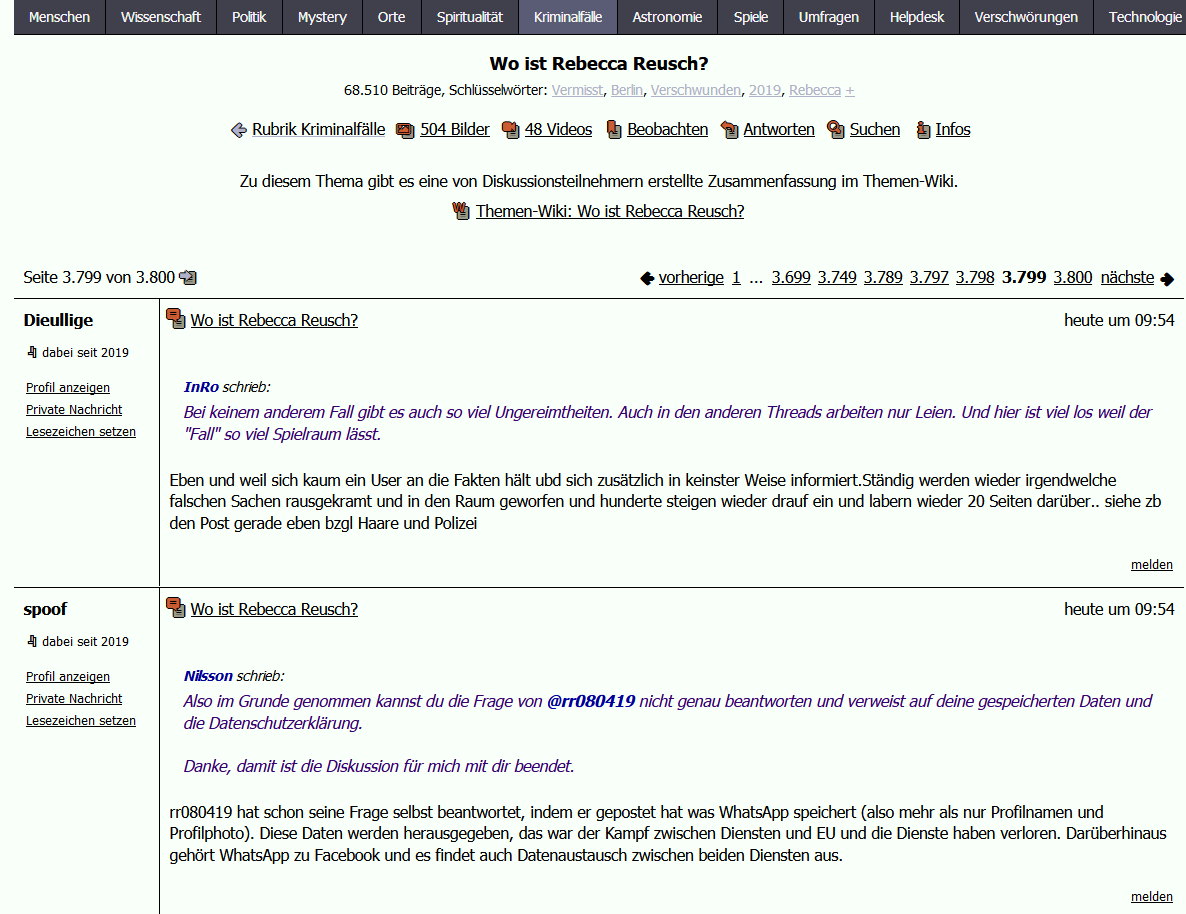 Menschen Wissenschaft Politik Mystery Orte Spiritualität Kriminalfälle Astronomie Spiele Umfragen Helpdesk Verschwörungen Technologie
Wo ist Rebecca Reusch?
68.510 Beiträge, Schlüsselwörter: Vermisst, Berlin, Verschwunden, 2019, Rebecca +
Rubrik Kriminalfälle 504 Bilder 48 Videos Beobachten Antworten Suchen Infos
Zu diesem Thema gibt es eine von Diskussionsteilnehmern erstellte Zusammenfassung im Themen-Wiki.
Themen-Wiki: Wo ist Rebecca Reusch?
Seite 3.799 von 3.800 vorherige 1 ... 3.699 3.749 3.789 3.797 3.798 3.799 3.800 nächste
Dieullige Wo ist Rebecca Reusch? heute um 09:54
dabei seit 2019
Profil anzeigen
Private Nachricht
Lesezeichen setzen
InRo schrieb:
Bei keinem anderem Fall gibt es auch so viel Ungereimtheiten. Auch in den anderen Threads arbeiten nur Leien. Und hier ist viel los weil der
"Fall" so viel Spielraum lässt.
Eben und weil sich kaum ein User an die Fakten hält ubd sich zusätzlich in keinster Weise informiert.Ständig werden wieder irgendwelche
falschen Sachen rausgekramt und in den Raum geworfen und hunderte steigen wieder drauf ein und labern wieder 20 Seiten darüber.. siehe zb
den Post gerade eben bzgl Haare und Polizei
melden
spoof Wo ist Rebecca Reusch? heute um 09:54
dabei seit 2019
Profil anzeigen
Private Nachricht
Lesezeichen setzen
Nilsson schrieb:
Also im Grunde genommen kannst du die Frage von @rr080419 nicht genau beantworten und verweist auf deine gespeicherten Daten und
die Datenschutzerklärung.
Danke, damit ist die Diskussion für mich mit dir beendet.
rr080419 hat schon seine Frage selbst beantwortet, indem er gepostet hat was WhatsApp speichert (also mehr als nur Profilnamen und
Profilphoto). Diese Daten werden herausgegeben, das war der Kampf zwischen Diensten und EU und die Dienste haben verloren. Darüberhinaus
gehört WhatsApp zu Facebook und es findet auch Datenaustausch zwischen beiden Diensten aus.
melden